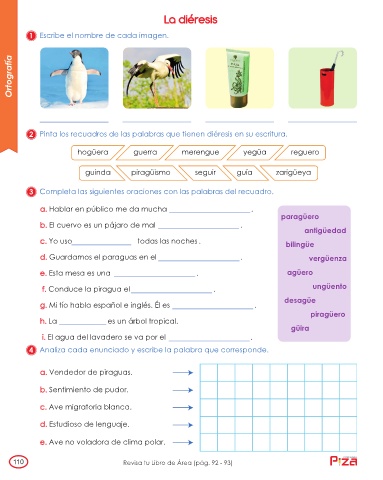 La diéresis
Ortografía
1 Escribe el nombre de cada imagen.
2 Pinta los recuadros de las palabras que tienen diéresis en su escritura.
hogüera guerra merengue yegüa reguero
guinda piragüismo seguir guía zarigüeya
3 Completa las siguientes oraciones con las palabras del recuadro.
a. Hablar en público me da mucha ____________________ .
b. El cuervo es un pájaro de mal ____________________ .
c. Yo uso_______________ todas las noches .
d. Guardamos el paraguas en el ____________________ .
e. Esta mesa es una ____________________ .
f. Conduce la piragua el____________________ .
g. Mi tío habla español e inglés. Él es ____________________ .
h. La ____________ es un árbol tropical.
i. El agua del lavadero se va por el ____________________ .
paragüero
antigüedad
bilingüe
vergüenza
agüero
ungüento
desagüe
piragüero
güira
4 Analiza cada enunciado y escribe la palabra que corresponde.
a. Vendedor de piraguas.
b. Sentimiento de pudor.
c. Ave migratoria blanca.
d. Estudioso de lenguaje.
e. Ave no voladora de clima polar.
110
Revisa tu Libro de Área (pág. 92 - 93)